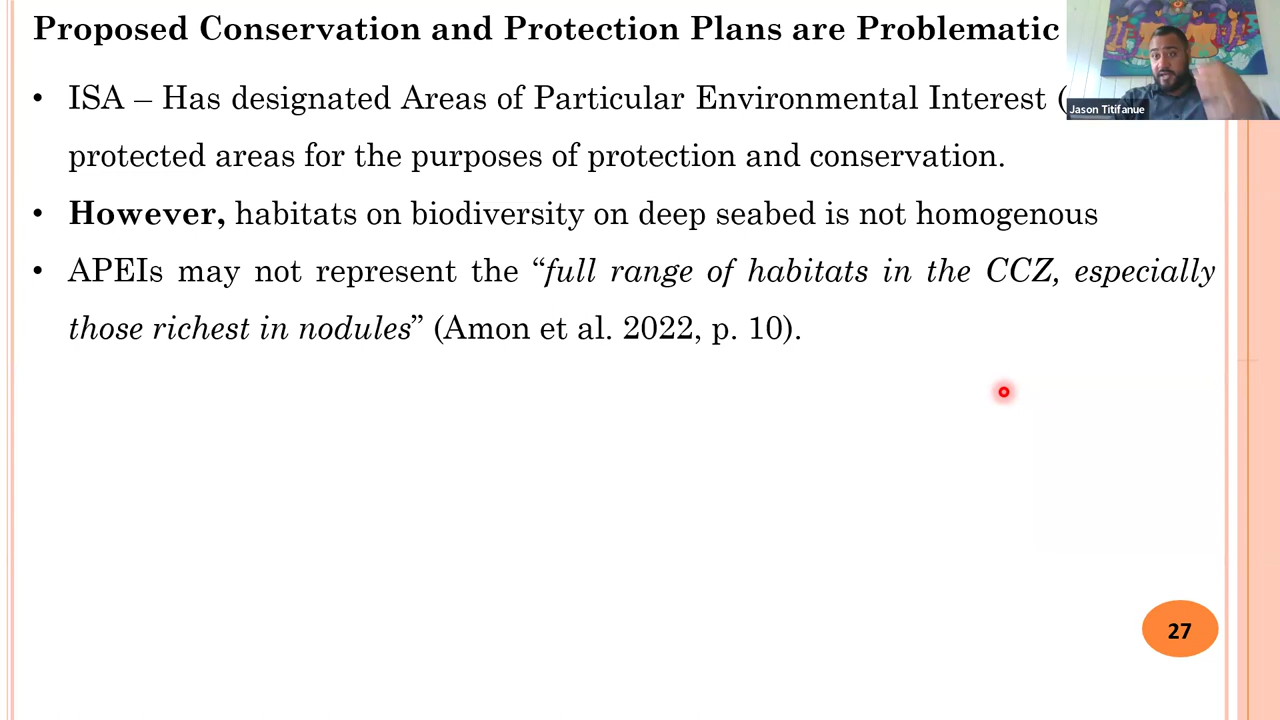 Proposed Conservation and Protection Plans are Problematic
• ISA – Has designated Areas of Particular Environmental Interest (
protected areas for the purposes of protection and conservation.
• However, habitats on biodiversity on deep seabed is not homogenous
• APEIs may not represent the “full range of habitats in the CCZ, especially
those richest in nodules” (Amon et al. 2022, p. 10).
Jason Titifanue
27